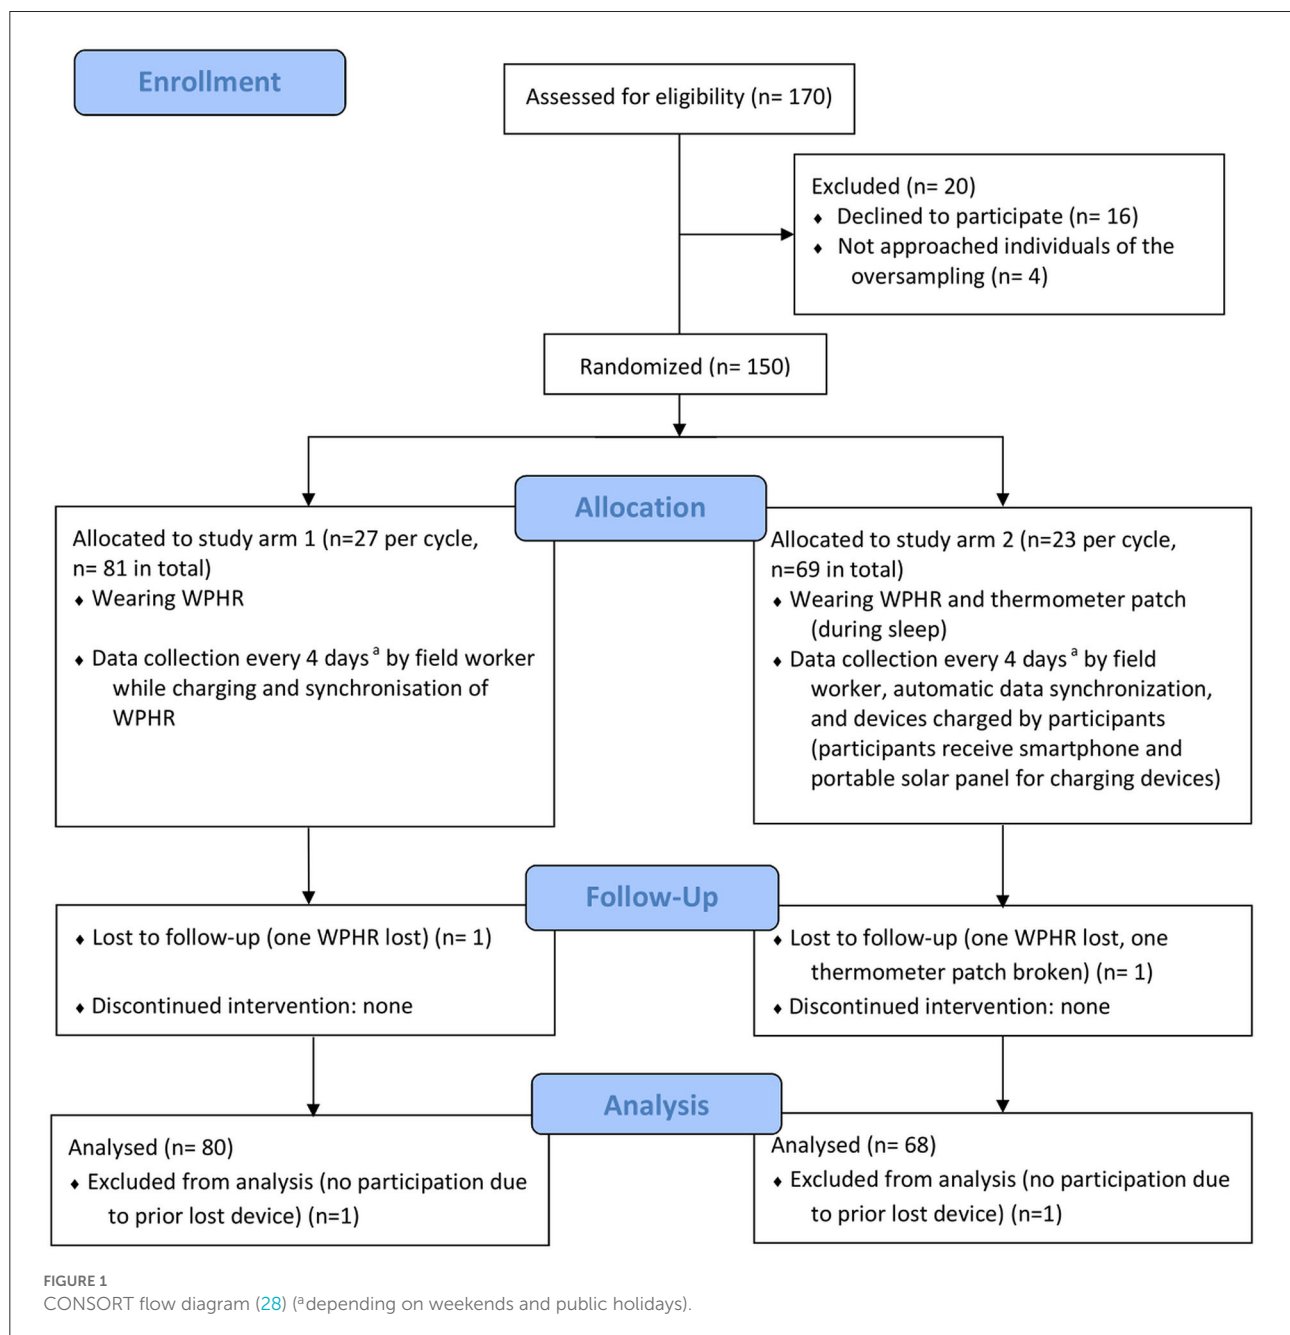 Enrollment
Assessed for eligibility (n= 170)
Excluded (n= 20)
♦ Declined to participate (n= 16)
♦ Not approached individuals of the
oversampling (n= 4)
Randomized (n= 150)
Allocation
Allocated to study arm 1 (n=27 per cycle,
n= 81 in total)
♦ Wearing WPHR
♦ Data collection every 4 days a by field worker
while charging and synchronisation of
WPHR
Allocated to study arm 2 (n=23 per cycle,
n=69 in total)
♦ Wearing WPHR and thermometer patch
(during sleep)
♦ Data collection every 4 days a by field
worker, automatic data synchronization,
and devices charged by participants
(participants receive smartphone and
portable solar panel for charging devices)
Follow-Up
♦ Lost to follow-up (one WPHR lost) (n= 1)
♦ Discontinued intervention: none
♦ Lost to follow-up (one WPHR lost, one
thermometer patch broken) (n= 1)
♦ Discontinued intervention: none
Analysis
Analysed (n= 80)
♦ Excluded from analysis (no participation due
to prior lost device) (n=1)
Analysed (n= 68)
♦ Excluded from analysis (no participation due
to prior lost device) (n=1)
FIGURE 1
CONSORT flow diagram (28) (adepending on weekends and public holidays).